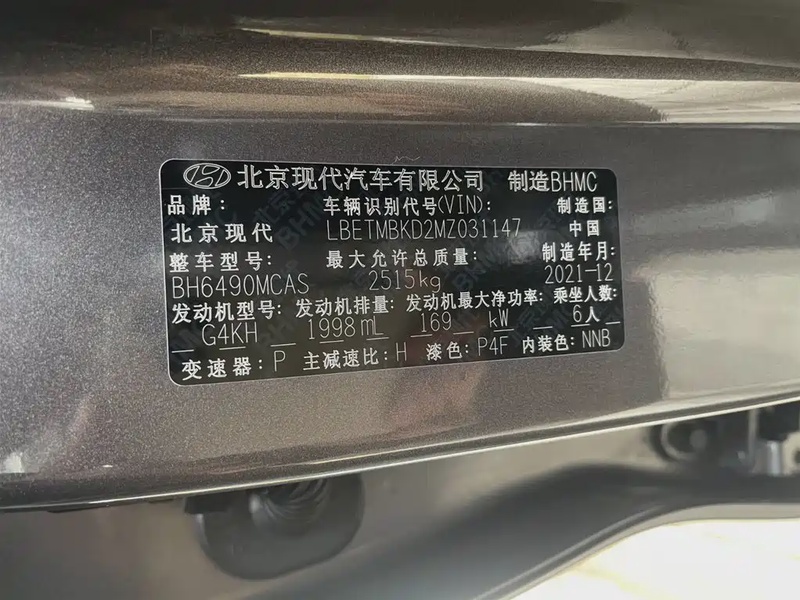 北京现代汽车有限公司 制造BHMC
品牌: 车辆识别代号(VIN): 制造国:
北京现代 LBETMBKD2MZ031147 中国
整车型号: 最大允许总质量: 制造年月:
BH6490MCAS 2515kg 2021-12
发动机型号: 发动机排量: 发动机最大净功率: 乘坐人数:
G4KH 1998mL 169 kW 6人
变速器: P 主减速比: H 漆色: P4F 内装色: NNB